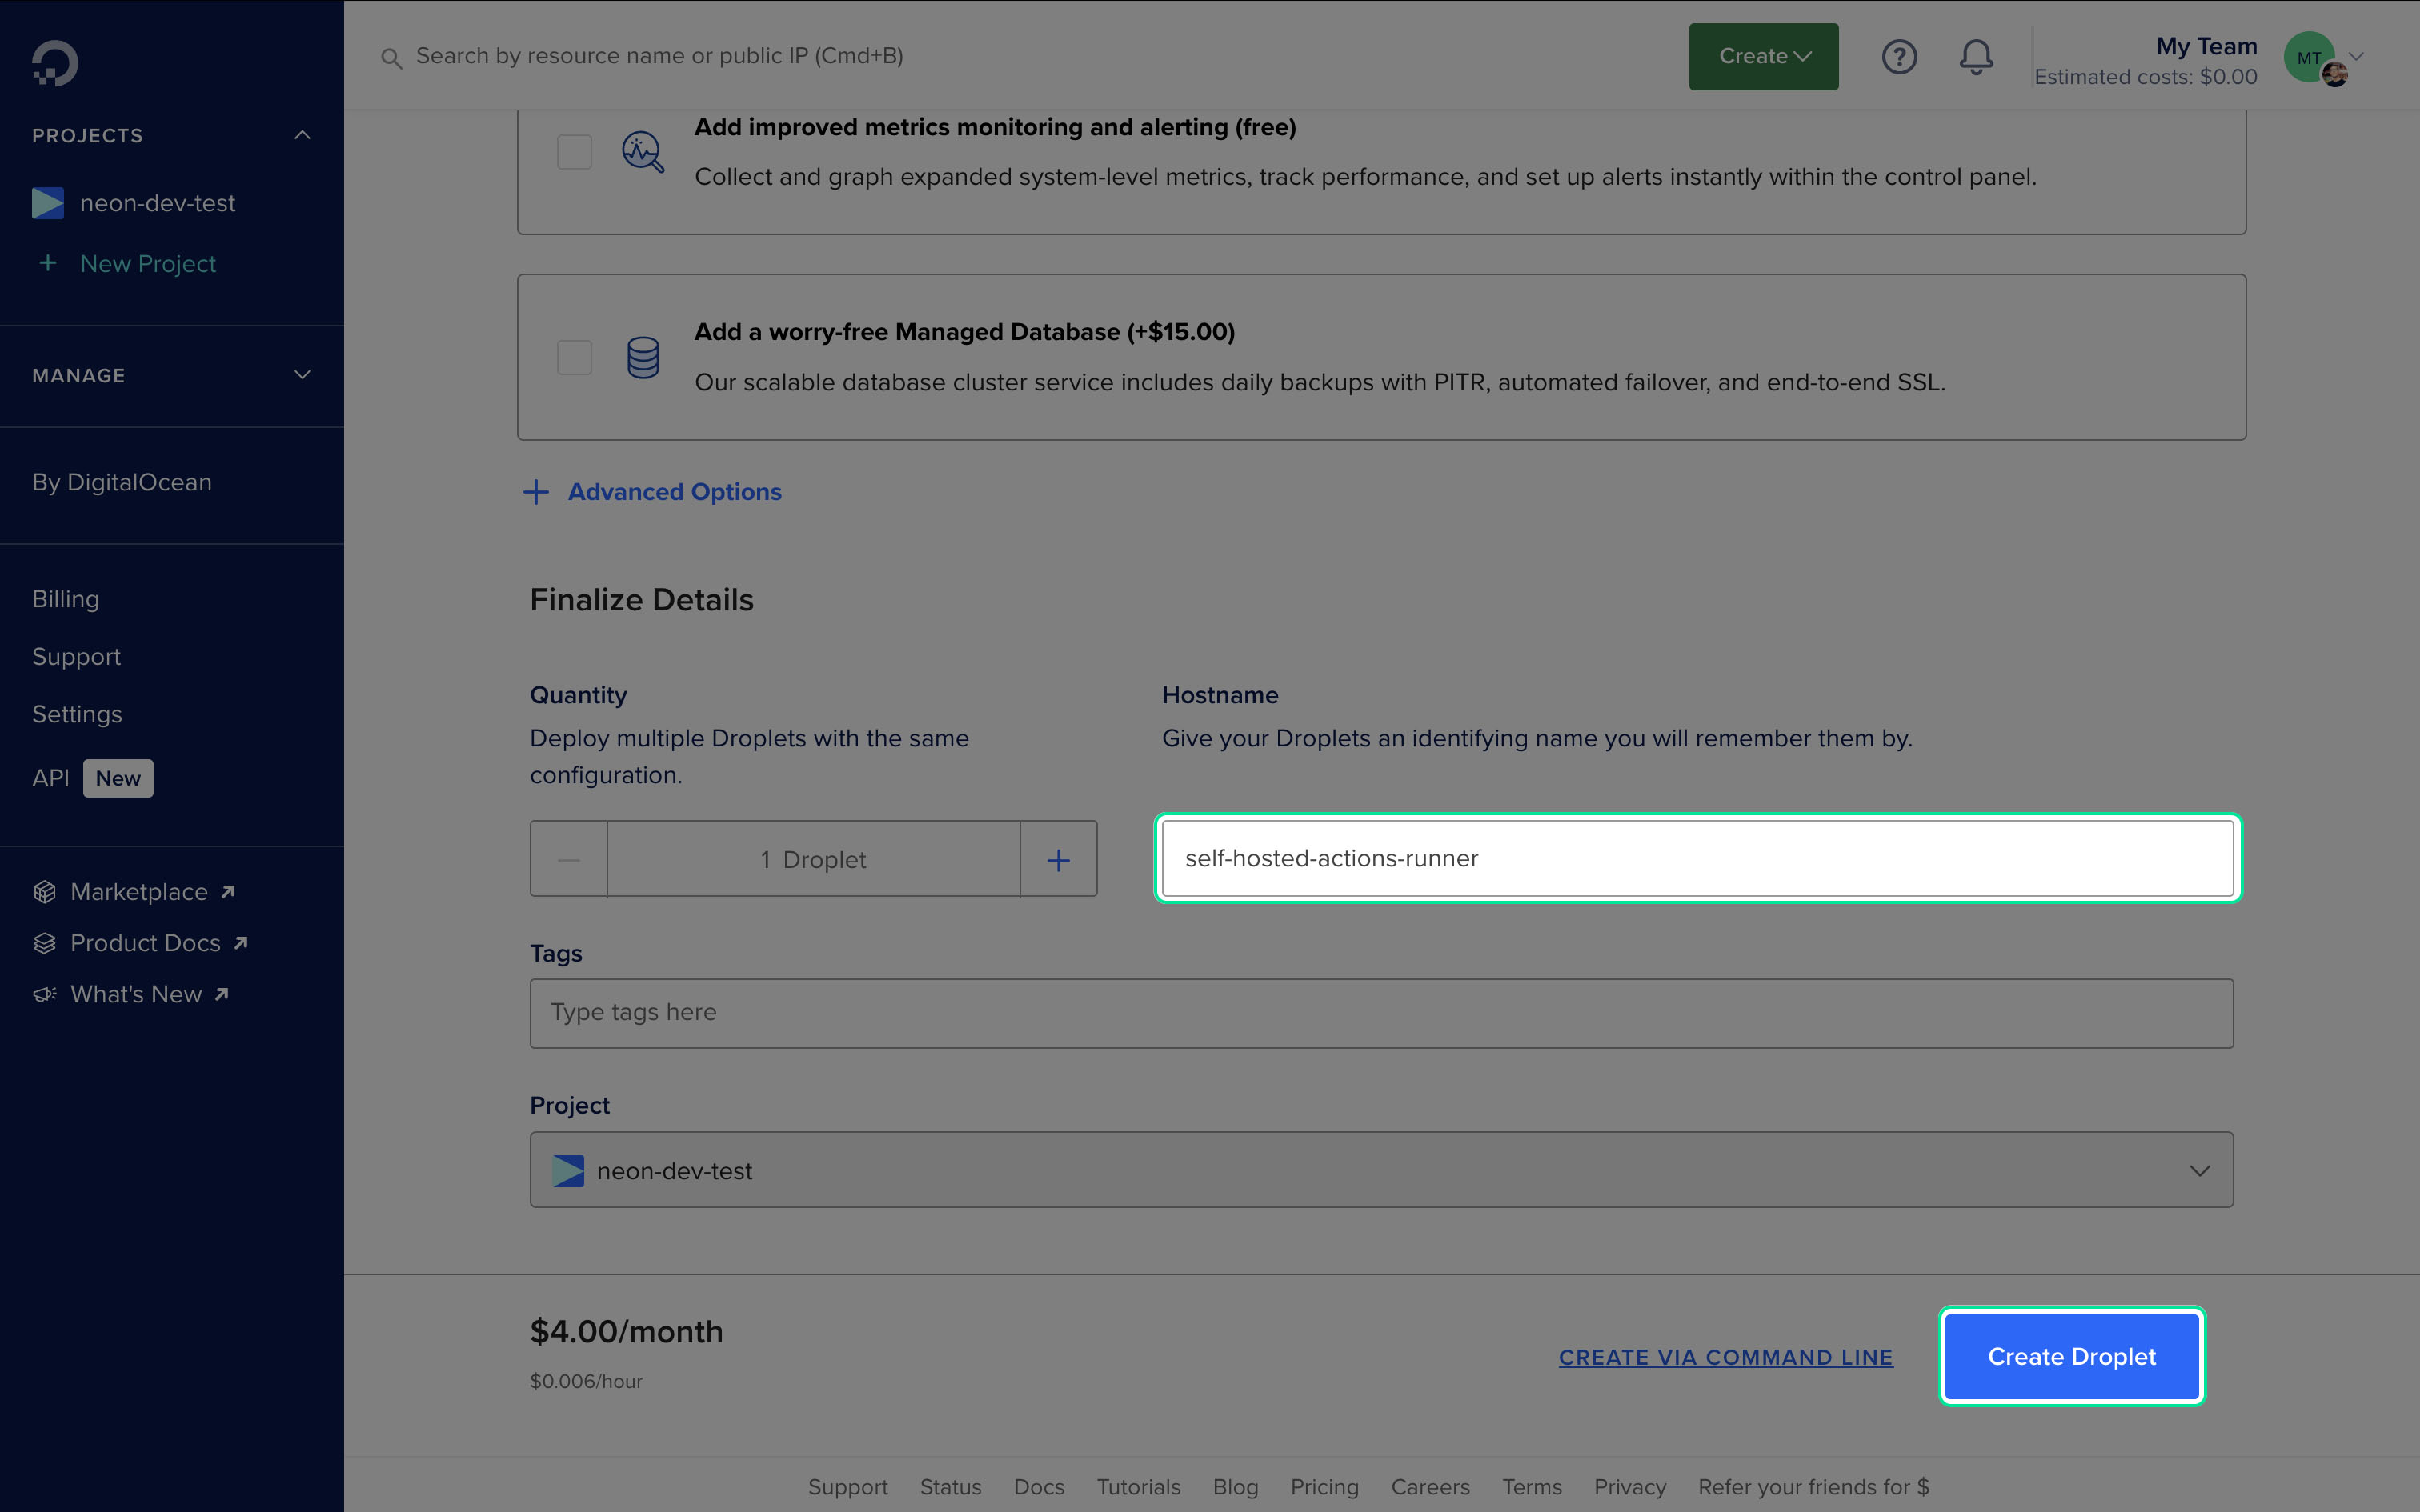 Search by resource name or public IP (Cmd+B)
Create
My Team
Estimated costs: $0.00
MT
PROJECTS
neon-dev-test
+ New Project
MANAGE
By DigitalOcean
Billing
Support
Settings
API New
Marketplace
Product Docs
What's New
Add improved metrics monitoring and alerting (free)
Collect and graph expanded system-level metrics, track performance, and set up alerts instantly within the control panel.
Add a worry-free Managed Database (+$15.00)
Our scalable database cluster service includes daily backups with PITR, automated failover, and end-to-end SSL.
+ Advanced Options
Finalize Details
Quantity
Deploy multiple Droplets with the same
configuration.
1 Droplet
Hostname
Give your Droplets an identifying name you will remember them by.
self-hosted-actions-runner
Tags
Type tags here
Project
neon-dev-test
$4.00/month
$0.006/hour
CREATE VIA COMMAND LINE
Create Droplet
Support Status Docs Tutorials Blog Pricing Careers Terms Privacy Refer your friends for $